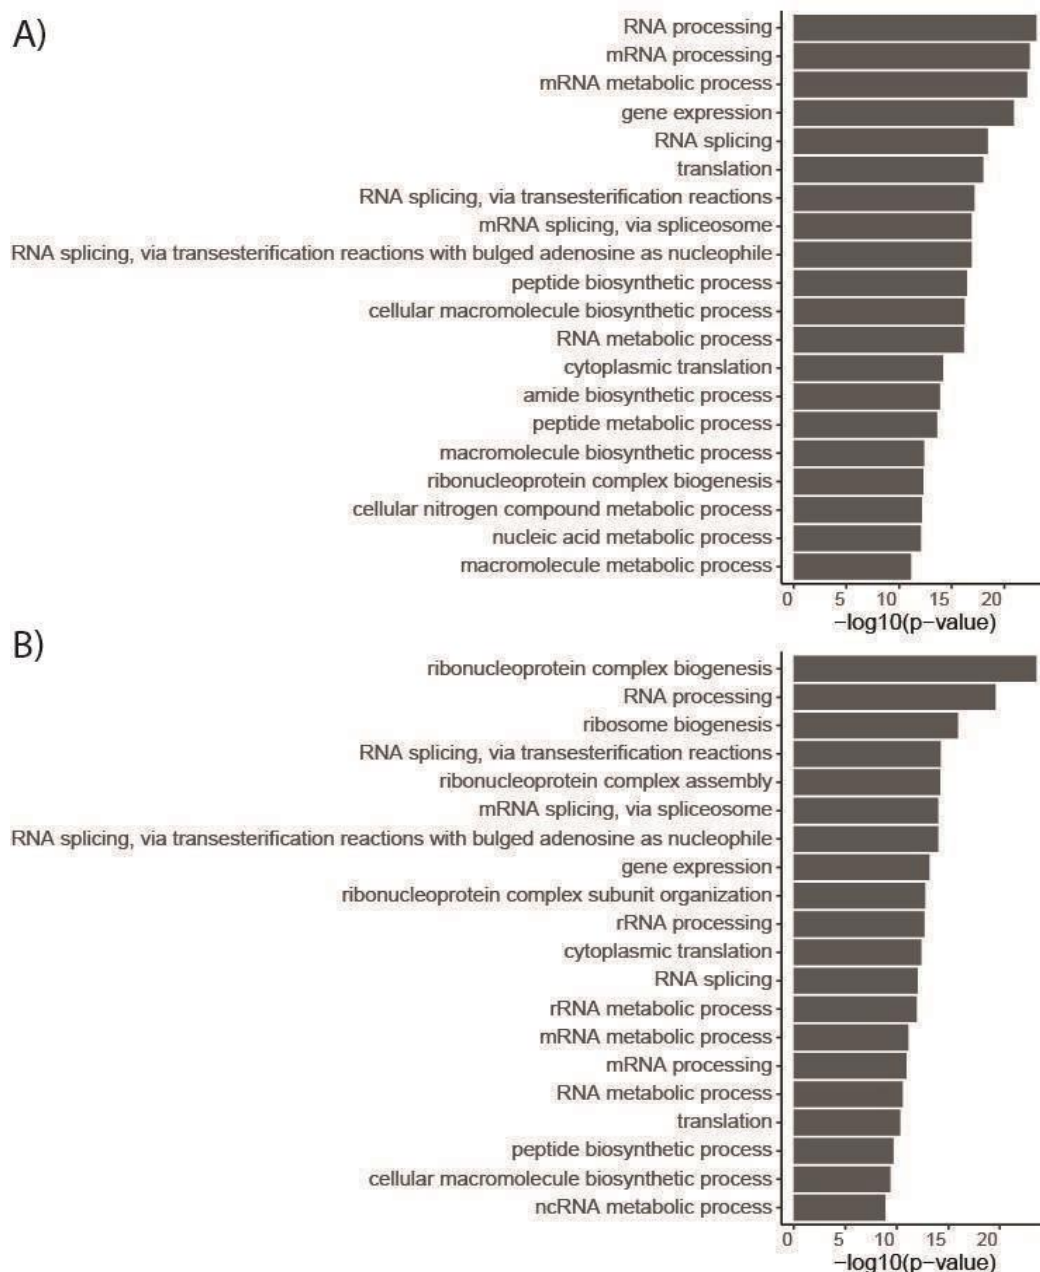 A)
RNA processing
mRNA processing
mRNA metabolic process
gene expression
RNA splicing
translation
RNA splicing, via transesterification reactions
mRNA splicing, via spliceosome
RNA splicing, via transesterification reactions with bulged adenosine as nucleophile
peptide biosynthetic process
cellular macromolecule biosynthetic process
RNA metabolic process
cytoplasmic translation
amide biosynthetic process
peptide metabolic process
macromolecule biosynthetic process
ribonucleoprotein complex biogenesis
cellular nitrogen compound metabolic process
nucleic acid metabolic process
macromolecule metabolic process
0 5 10 15 20
−log10(p−value)
B)
ribonucleoprotein complex biogenesis
RNA processing
ribosome biogenesis
RNA splicing, via transesterification reactions
ribonucleoprotein complex assembly
mRNA splicing, via spliceosome
RNA splicing, via transesterification reactions with bulged adenosine as nucleophile
gene expression
ribonucleoprotein complex subunit organization
rRNA processing
cytoplasmic translation
RNA splicing
rRNA metabolic process
mRNA metabolic process
mRNA processing
RNA metabolic process
translation
peptide biosynthetic process
cellular macromolecule biosynthetic process
ncRNA metabolic process
0 5 10 15 20
−log10(p−value)